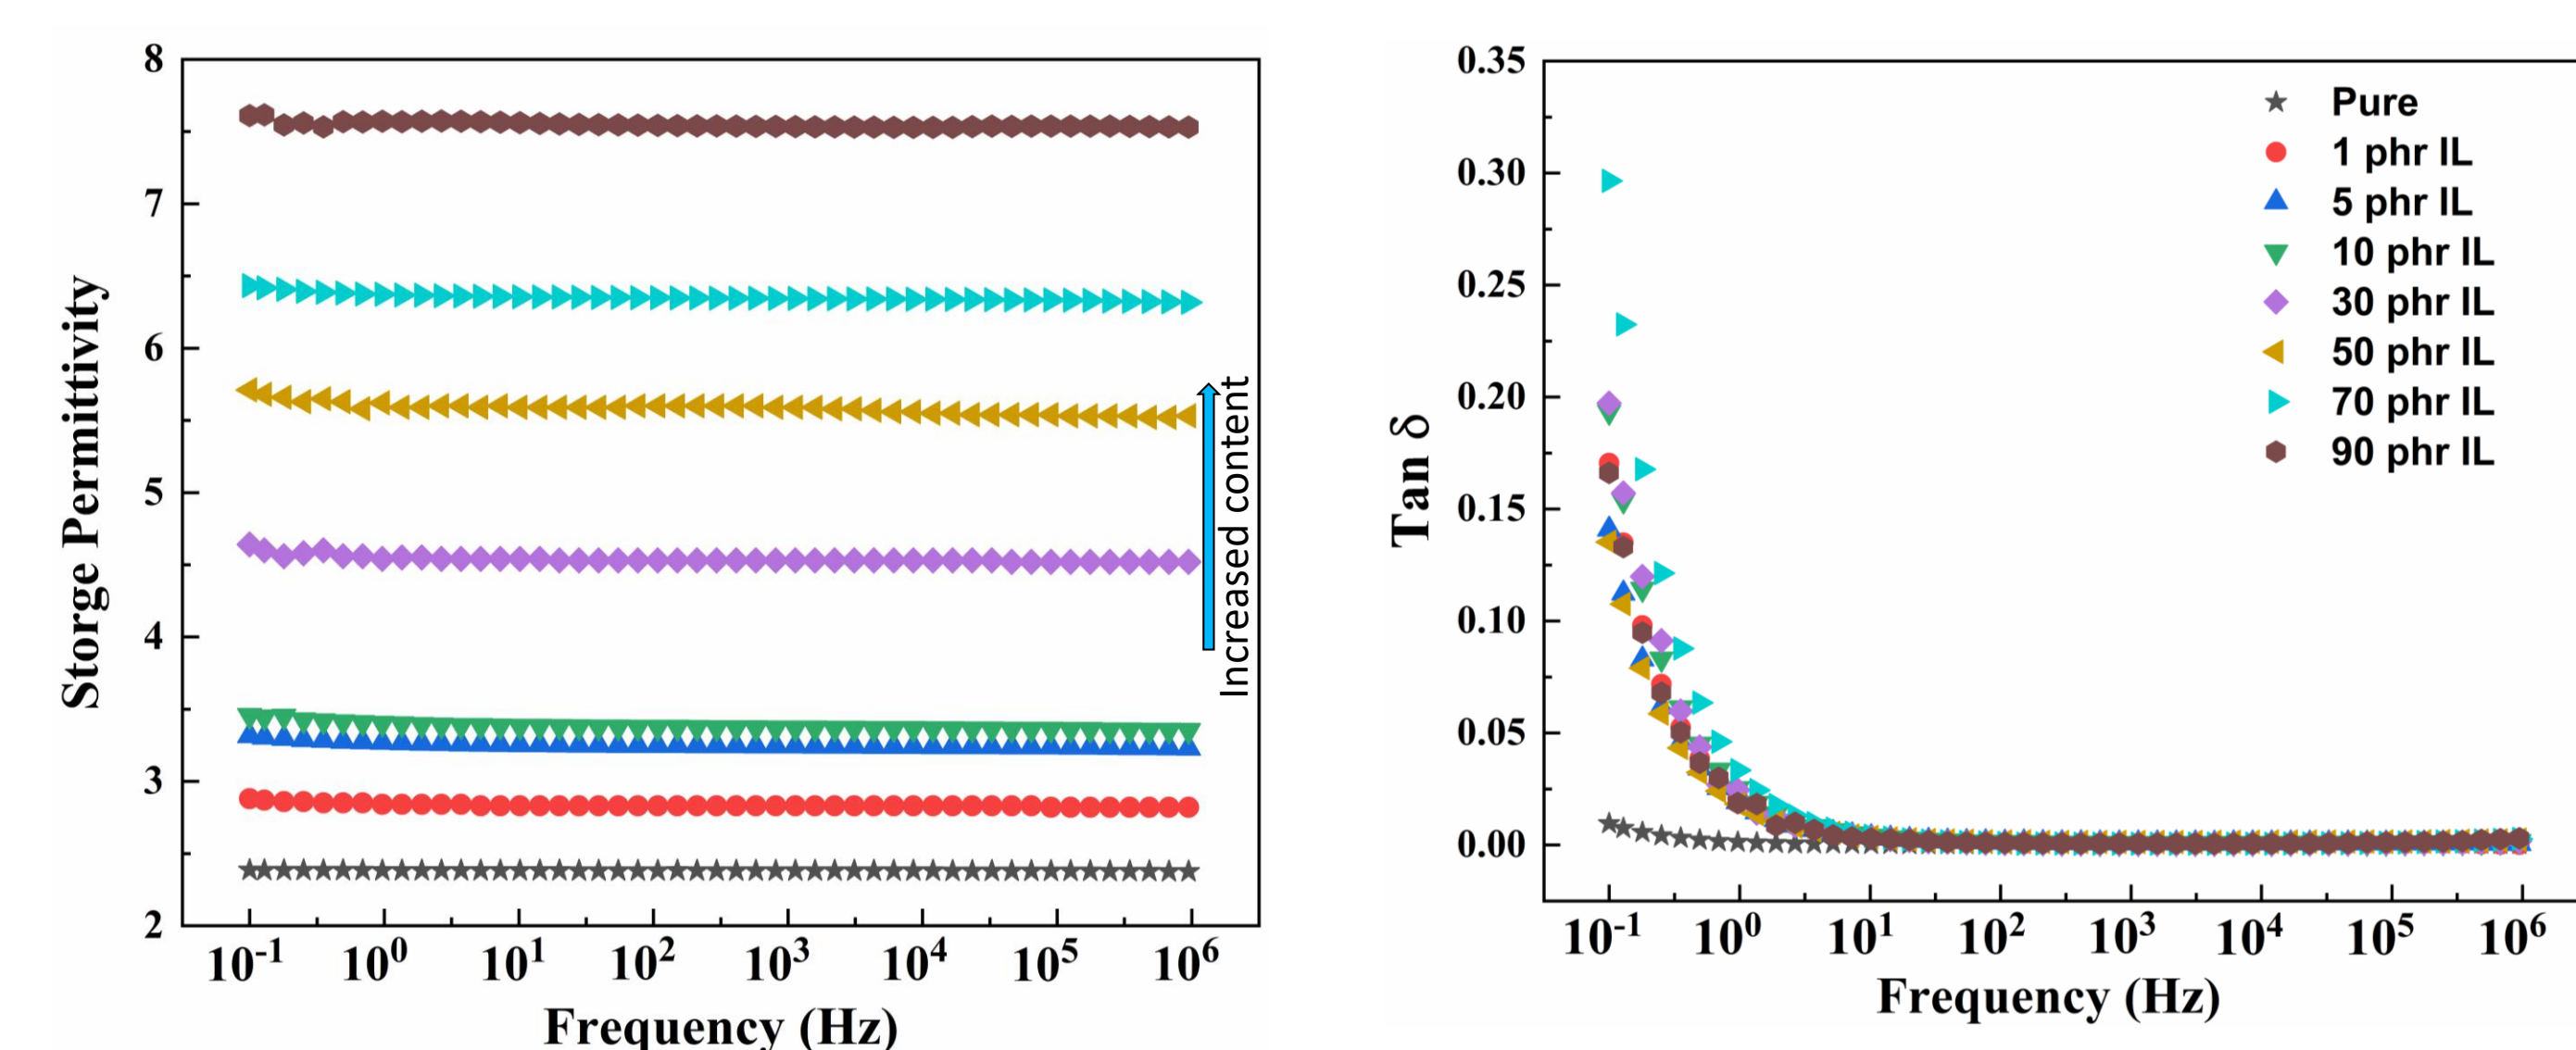 8
7
6
5
4
3
2
Storge Permititivity
10⁻¹ 10⁰ 10¹ 10² 10³ 10⁴ 10⁵ 10⁶
Frequency (Hz)
Increased content
0.35
0.30
0.25
0.20
0.15
0.10
0.05
0.00
Tan δ
10⁻¹ 10⁰ 10¹ 10² 10³ 10⁴ 10⁵ 10⁶
Frequency (Hz)
Pure
1 phr IL
5 phr IL
10 phr IL
30 phr IL
50 phr IL
70 phr IL
90 phr IL